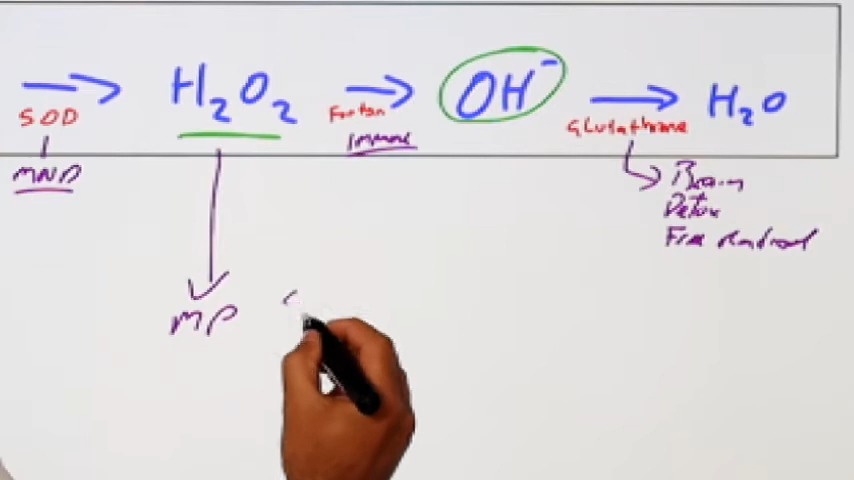 → H₂O₂ → OH⁻ → H₂O
SOD Fenton Glutathione
MND Immune
Brain
Detox
Free radical
MP